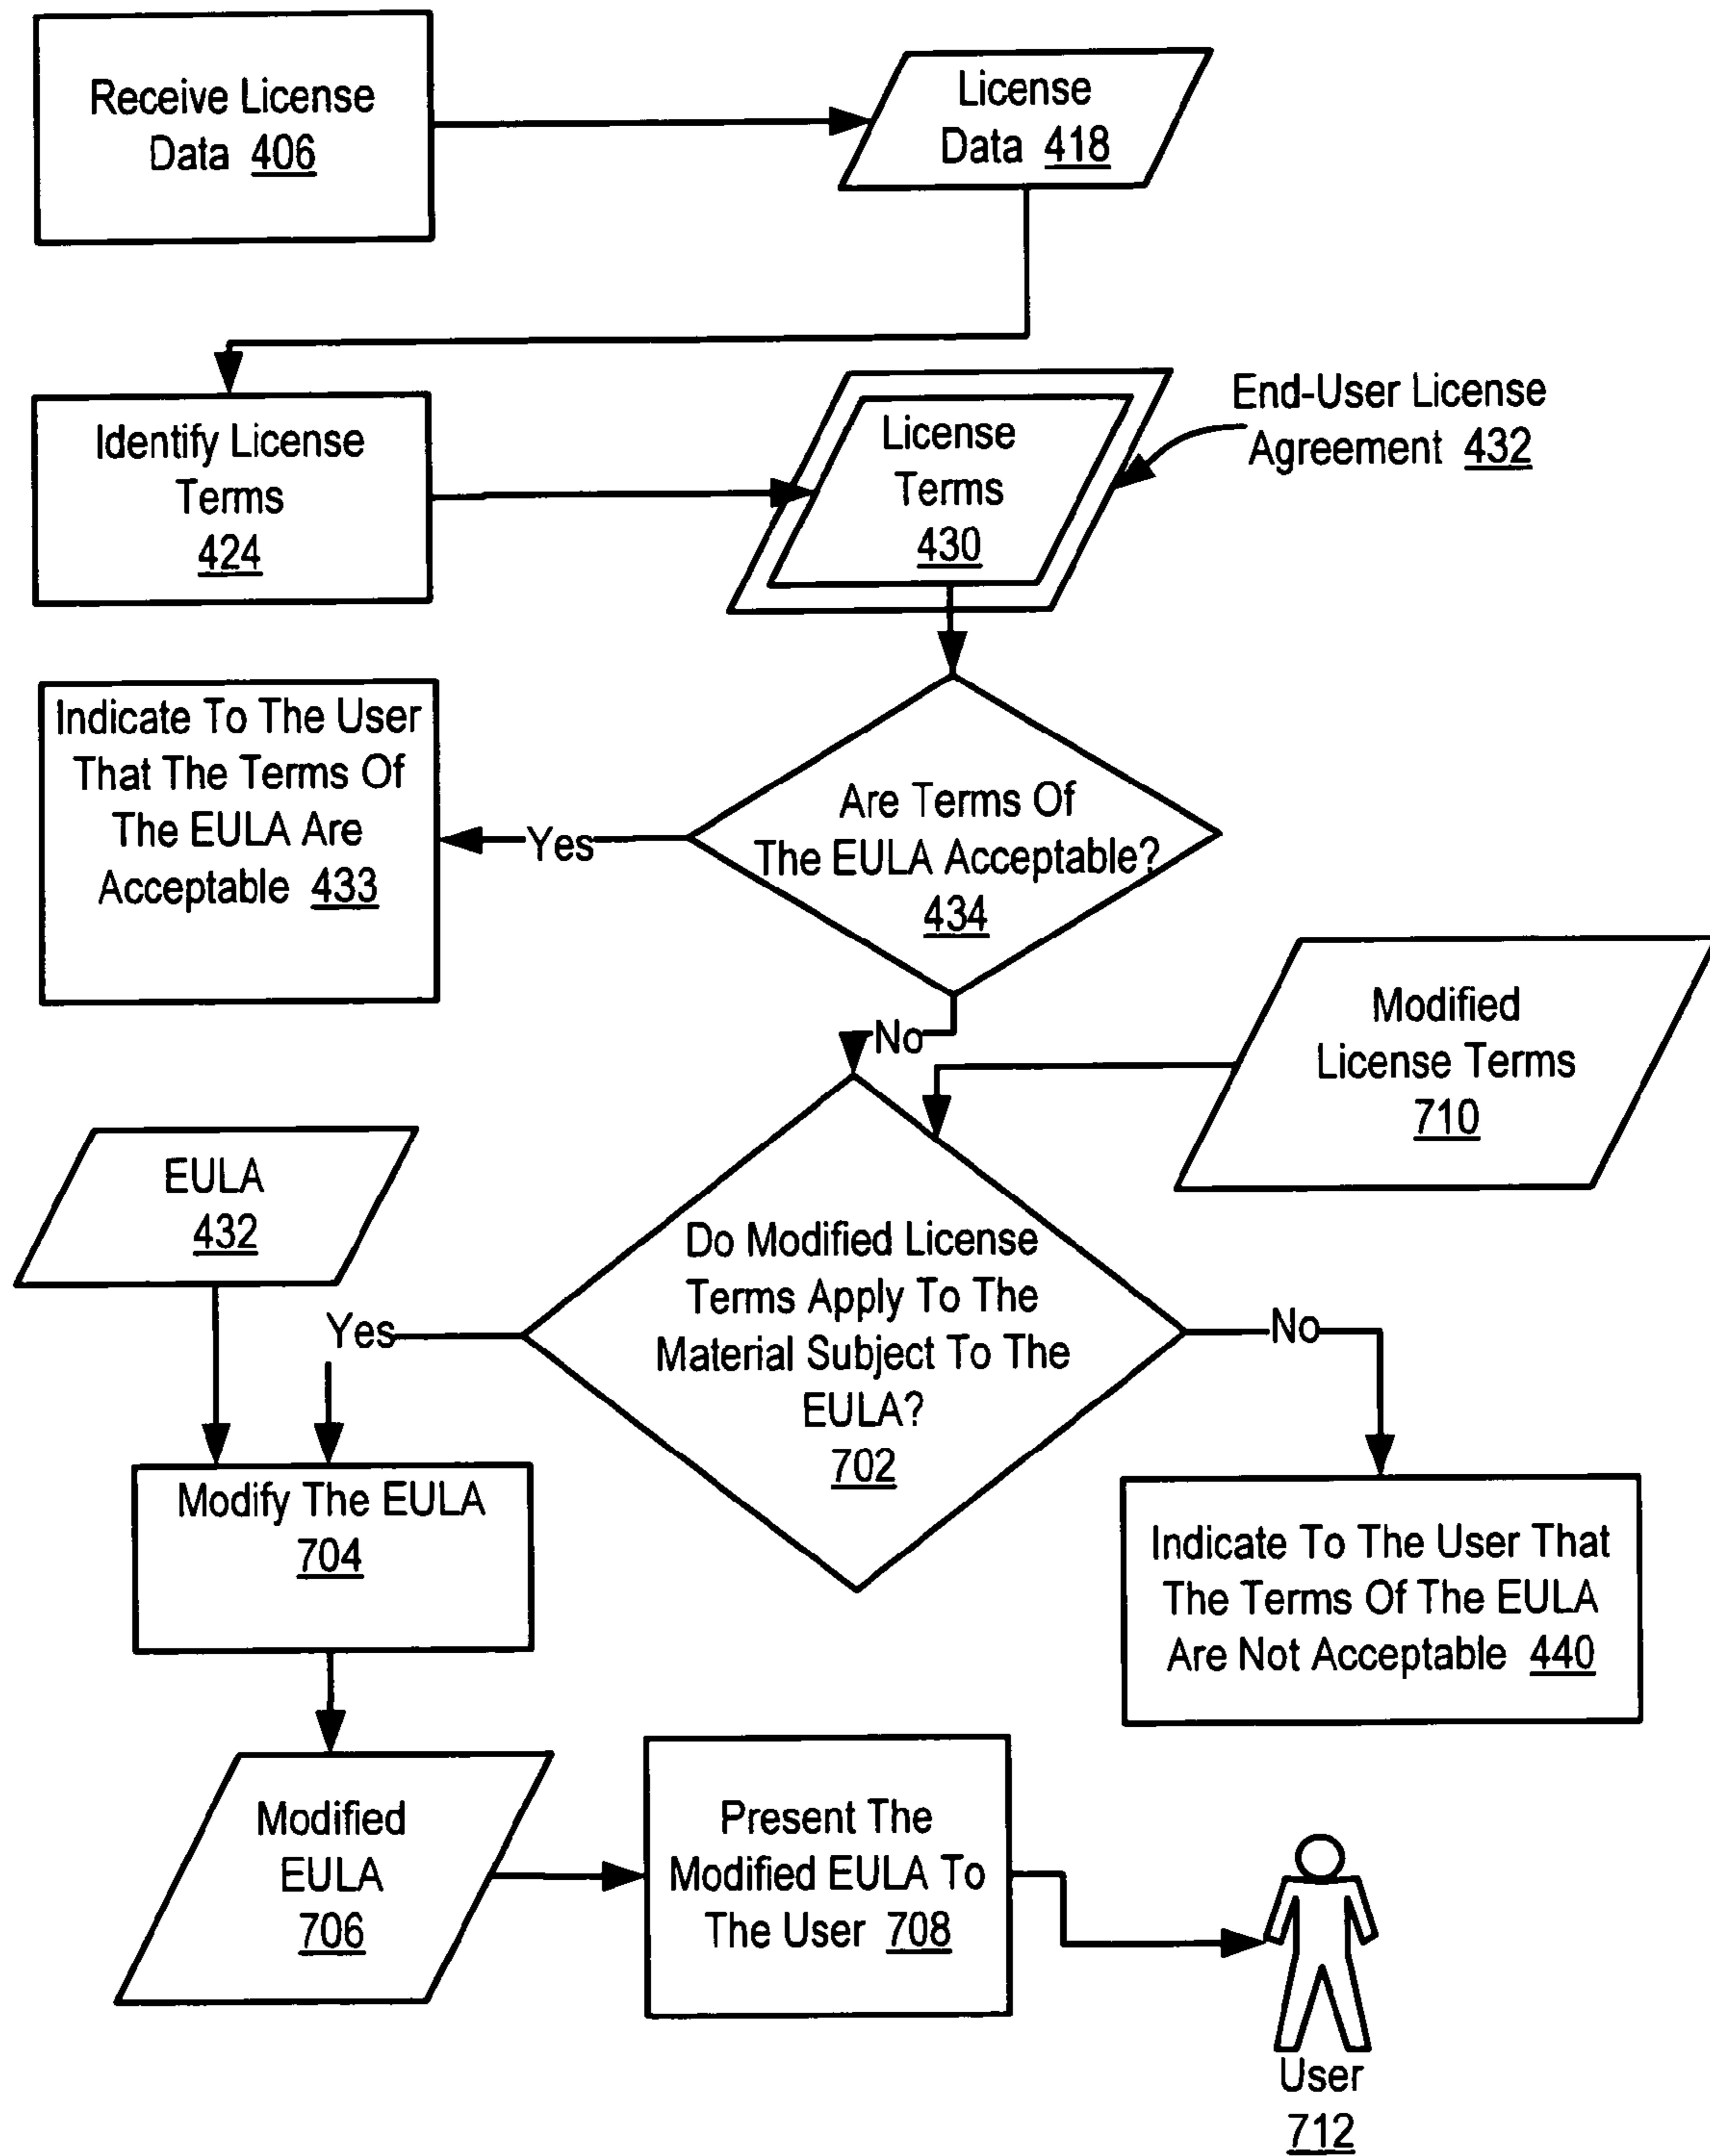 Receive License
Data 406
License
Data 418
Identify License
Terms
424
License
Terms
430
End-User License
Agreement 432
Indicate To The User
That The Terms Of
The EULA Are
Acceptable 433
Are Terms Of
The EULA Acceptable?
434
Yes
No
Modified
License Terms
710
EULA
432
Do Modified License
Terms Apply To The
Material Subject To The
EULA?
702
Yes
No
Modify The EULA
704
Indicate To The User That
The Terms Of The EULA
Are Not Acceptable 440
Modified
EULA
706
Present The
Modified EULA To
The User 708
User
712